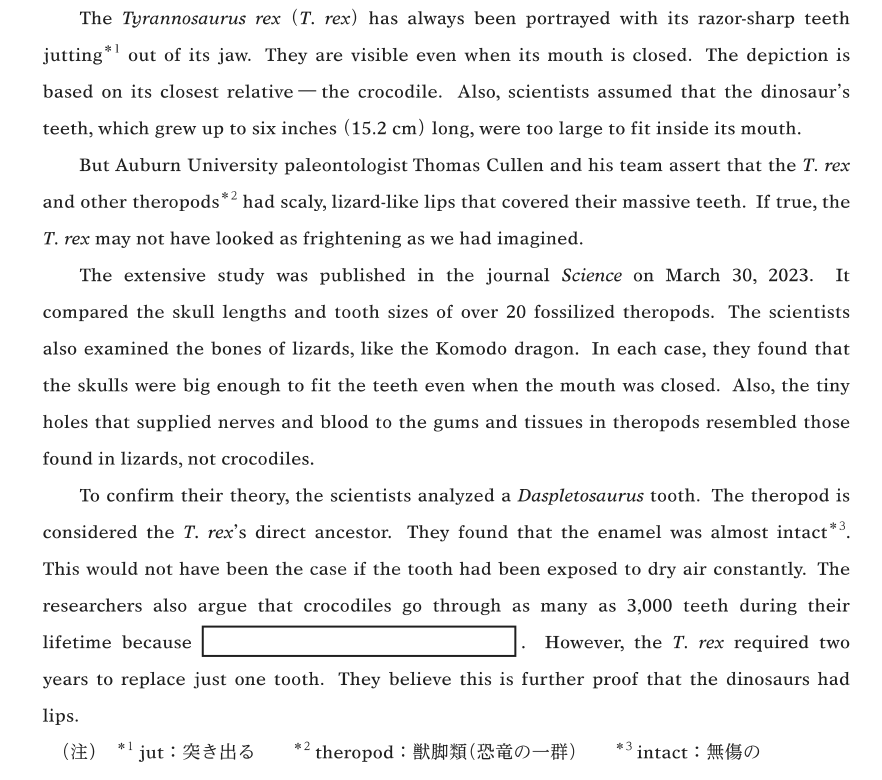 The Tyrannosaurus rex (T. rex) has always been portrayed with its razor-sharp teeth
jutting*1 out of its jaw. They are visible even when its mouth is closed. The depiction is
based on its closest relative — the crocodile. Also, scientists assumed that the dinosaur's
teeth, which grew up to six inches (15.2 cm) long, were too large to fit inside its mouth.
But Auburn University paleontologist Thomas Cullen and his team assert that the T. rex
and other theropods*2 had scaly, lizard-like lips that covered their massive teeth. If true, the
T. rex may not have looked as frightening as we had imagined.
The extensive study was published in the journal Science on March 30, 2023. It
compared the skull lengths and tooth sizes of over 20 fossilized theropods. The scientists
also examined the bones of lizards, like the Komodo dragon. In each case, they found that
the skulls were big enough to fit the teeth even when the mouth was closed. Also, the tiny
holes that supplied nerves and blood to the gums and tissues in theropods resembled those
found in lizards, not crocodiles.
To confirm their theory, the scientists analyzed a Daspletosaurus tooth. The theropod is
considered the T. rex's direct ancestor. They found that the enamel was almost intact*3.
This would not have been the case if the tooth had been exposed to dry air constantly. The
researchers also argue that crocodiles go through as many as 3,000 teeth during their
lifetime because . However, the T. rex required two
years to replace just one tooth. They believe this is further proof that the dinosaurs had
lips.
(注) *1 jut:突き出る *2 theropod:獣脚類(恐竜の一群) *3 intact:無傷の